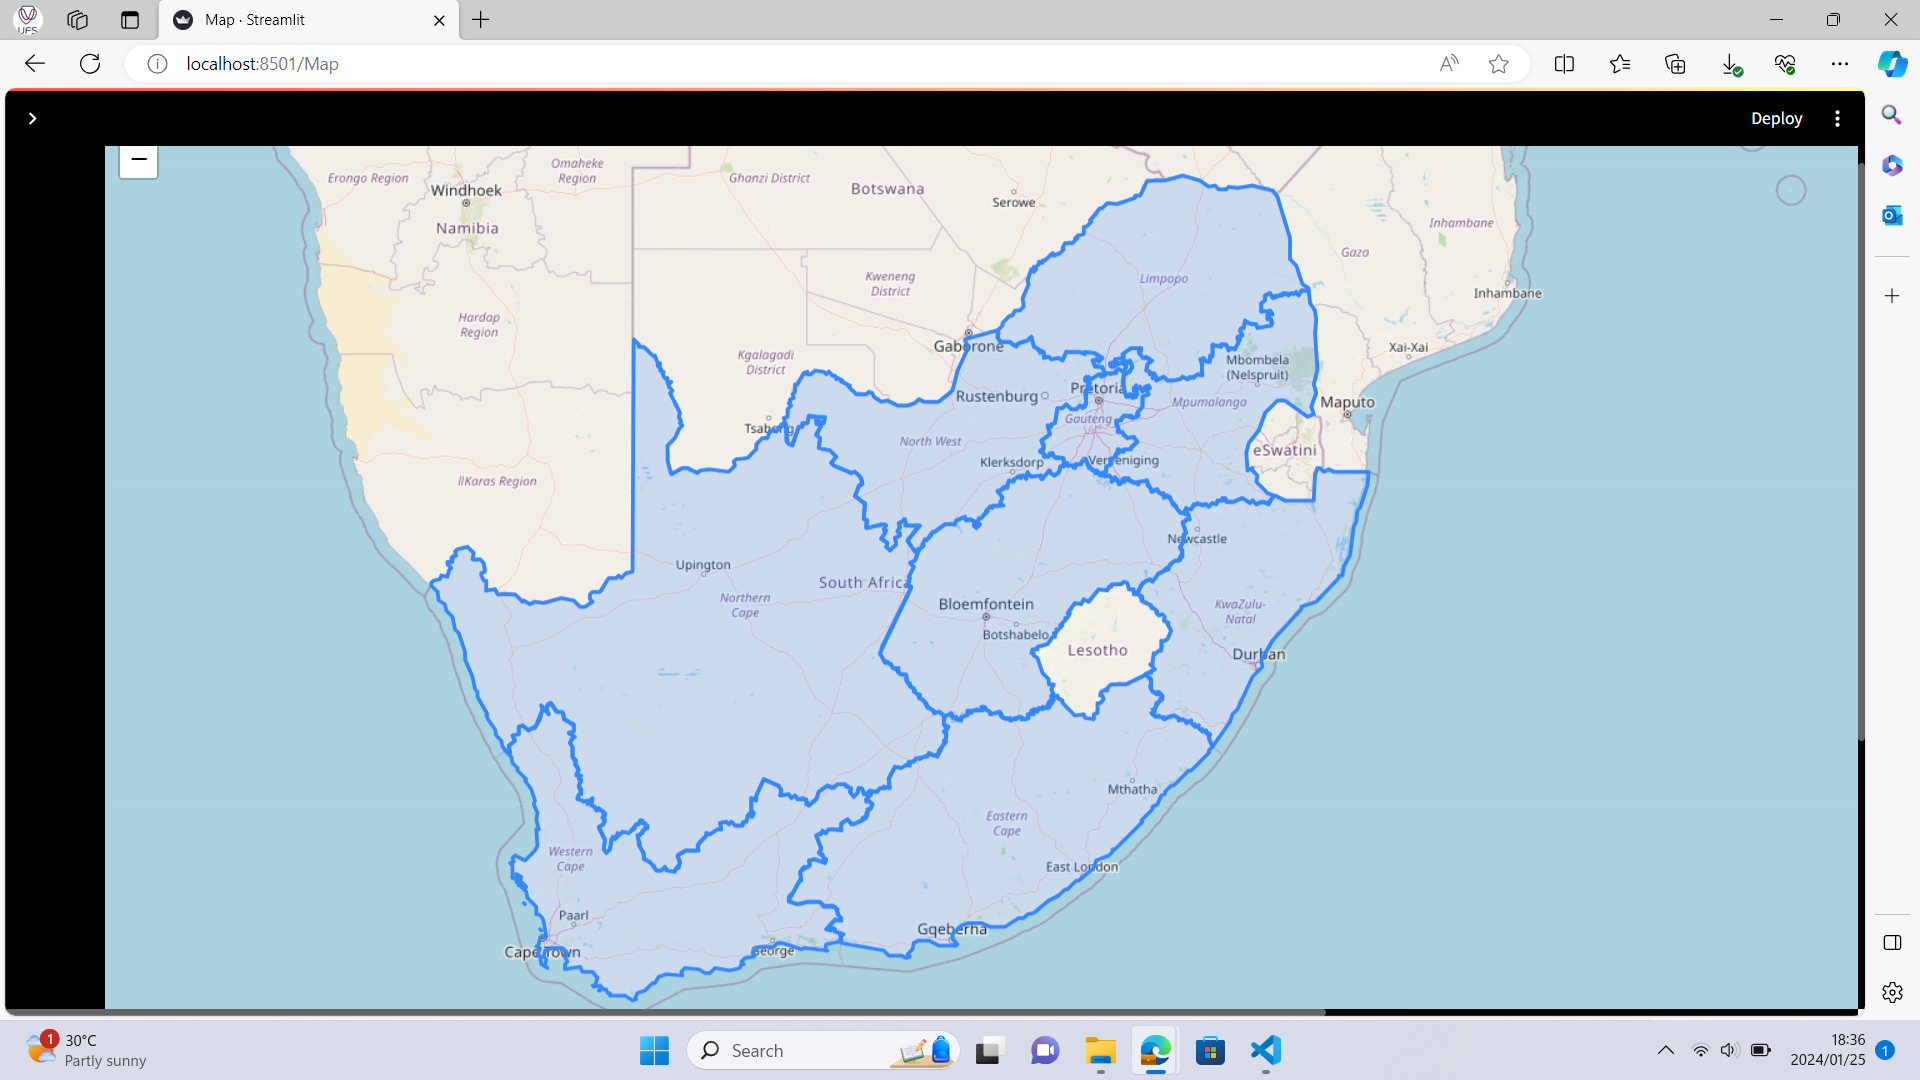 UFS
Map · Streamlit
localhost:8501/Map
Deploy
−
Erongo Region
Windhoek
Omaheke
Region
Ghanzi District
Botswana
Serowe
Namibia
Inhambane
Gaza
Limpopo
Kweneng
District
Inhambane
Hardap
Region
Gaborone
Xai-Xai
Kgalagadi
District
Mbombela
(Nelspruit)
Pretoria
Rustenburg
Mpumalanga
Maputo
Gauteng
Tsabong
North West
eSwatini
Klerksdorp
Vereeniging
ǁKaras Region
Newcastle
Upington
South Africa
Northern
Cape
Bloemfontein
KwaZulu-
Natal
Botshabelo
Lesotho
Durban
Mthatha
Eastern
Cape
Western
Cape
East London
Paarl
Gqeberha
Cape Town
George
1
30°C
Partly sunny
Search
18:36
2024/01/25
1